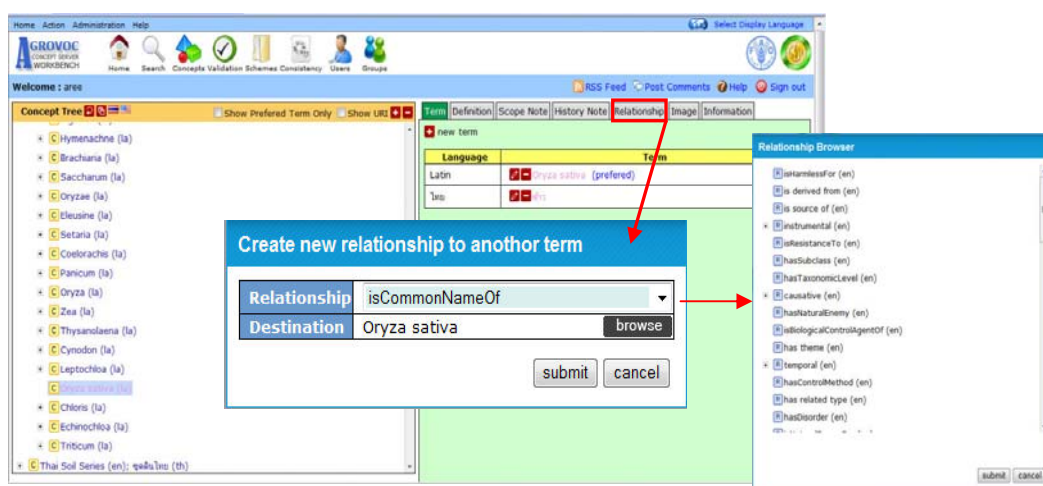 Home Action Administration Help
Select Display Language
AGROVOC
CONCEPT SERVER
WORKBENCH
Home Search Concepts Validation Schemes Consistency Users Groups
Welcome : aree
RSS Feed Post Comments Help Sign out
Concept Tree
Show Prefered Term Only Show URI
Hymenachne (la)
Brachiaria (la)
Saccharum (la)
Oryzae (la)
Eleusine (la)
Setaria (la)
Coelorachis (la)
Panicum (la)
Oryza (la)
Zea (la)
Thysanolaena (la)
Cynodon (la)
Leptochloa (la)
Oryza sativa (la)
Chloris (la)
Echinochloa (la)
Triticum (la)
Thai Soil Series (en); ชุดดินไทย (th)
Term Definition Scope Note History Note Relationship Image Information
new term
Language Term
Latin Oryza sativa (prefered)
ไทย ข้าว
Create new relationship to anothor term
Relationship isCommonNameOf
Destination Oryza sativa browse
submit cancel
Relationship Browser
isHarmlessFor (en)
is derived from (en)
is source of (en)
instrumental (en)
isResistanceTo (en)
hasSubclass (en)
hasTaxonomicLevel (en)
causative (en)
hasNaturalEnemy (en)
isBiologicalControlAgentOf (en)
has theme (en)
temporal (en)
hasControlMethod (en)
has related type (en)
hasDisorder (en)
submit cancel